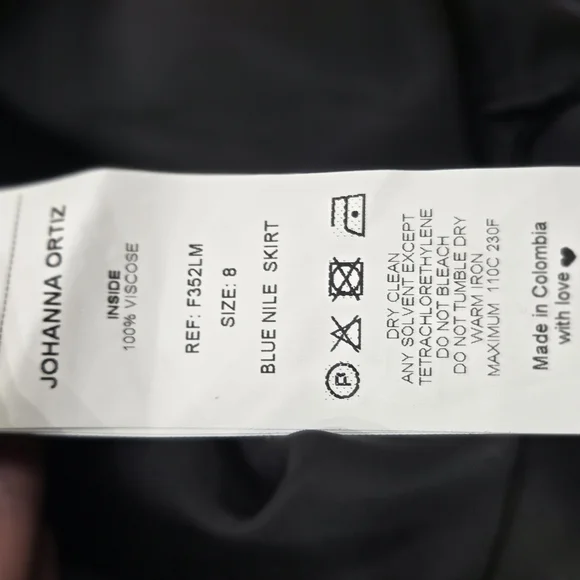 JOHANNA ORTIZ
INSIDE
100% VISCOSE
REF: F352LM
SIZE: 8
BLUE NILE SKIRT
F
DRY CLEAN
ANY SOLVENT EXCEPT
TETRACHLORETHYLENE
DO NOT BLEACH
DO NOT TUMBLE DRY
WARM IRON
MAXIMUM 110C 230F
Made in Colombia
with love